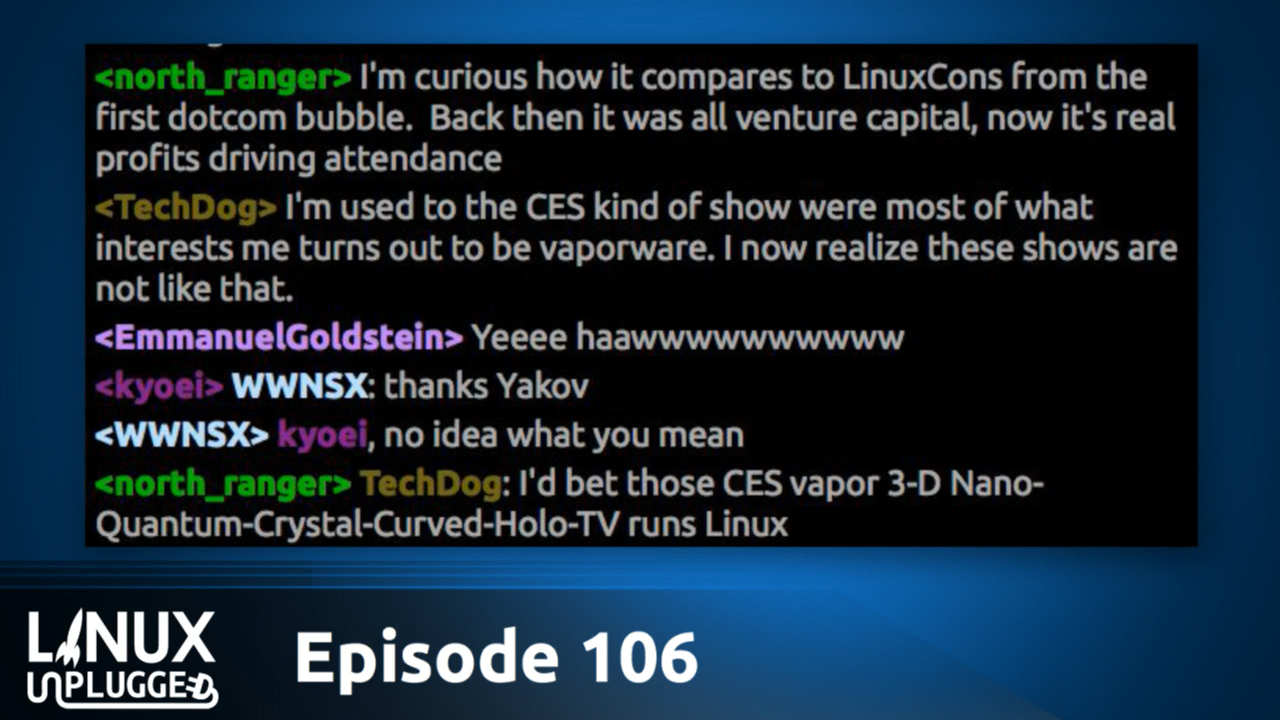 <north_ranger> I'm curious how it compares to LinuxCons from the
first dotcom bubble.  Back then it was all venture capital, now it's real
profits driving attendance
<TechDog> I'm used to the CES kind of show were most of what
interests me turns out to be vaporware. I now realize these shows are
not like that.
<EmmanuelGoldstein> Yeeee haawwwwwwwwww
<kyoei> WWNSX: thanks Yakov
<WWNSX> kyoei, no idea what you mean
<north_ranger> TechDog: I'd bet those CES vapor 3-D Nano-
Quantum-Crystal-Curved-Holo-TV runs Linux
LINUX
UNPLUGGED
Episode 106